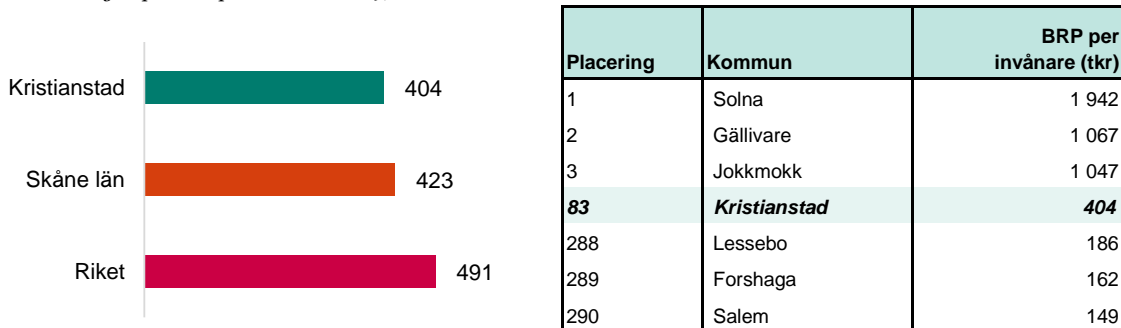 Kristianstad 404
Skåne län 423
Riket 491
Placering Kommun BRP per invånare (tkr)
1 Solna 1 942
2 Gällivare 1 067
3 Jokkmokk 1 047
83 Kristianstad 404
288 Lessebo 186
289 Forshaga 162
290 Salem 149